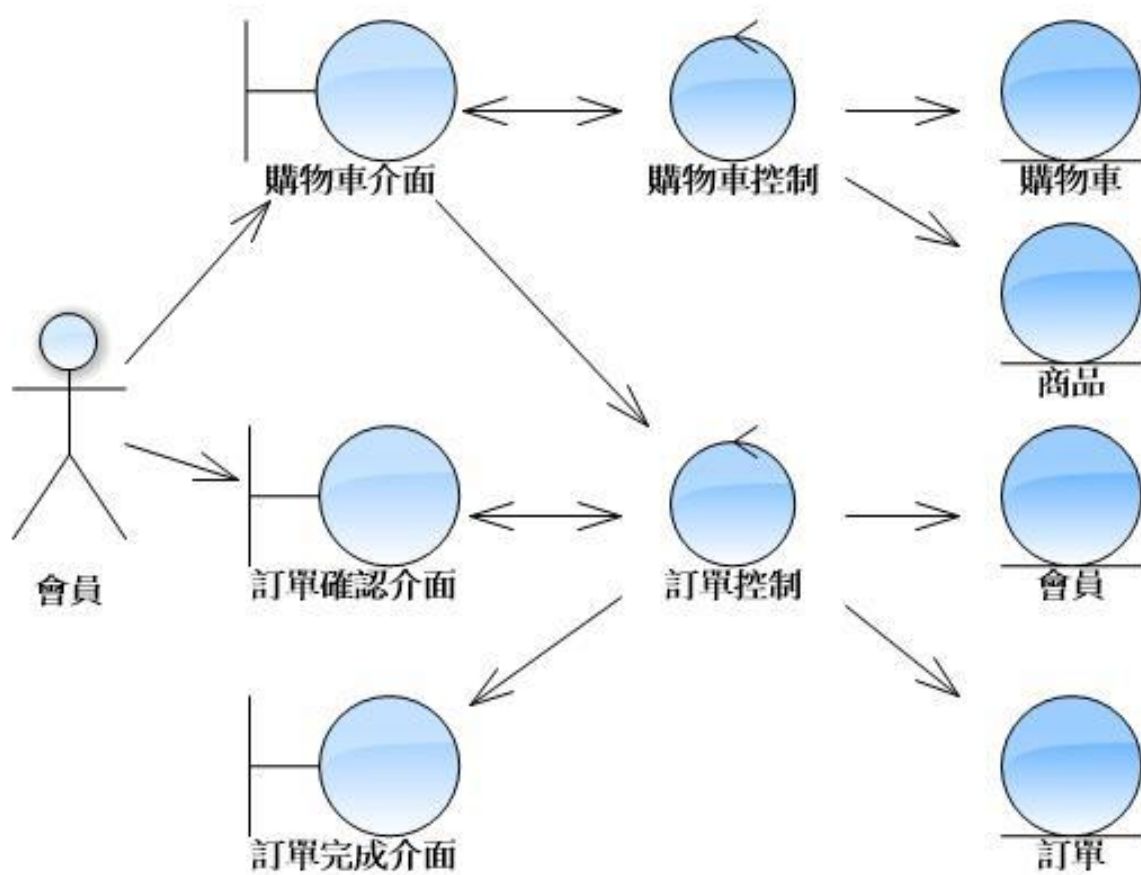 購物車介面
購物車控制
購物車
商品
會員
訂單確認介面
訂單控制
會員
訂單完成介面
訂單